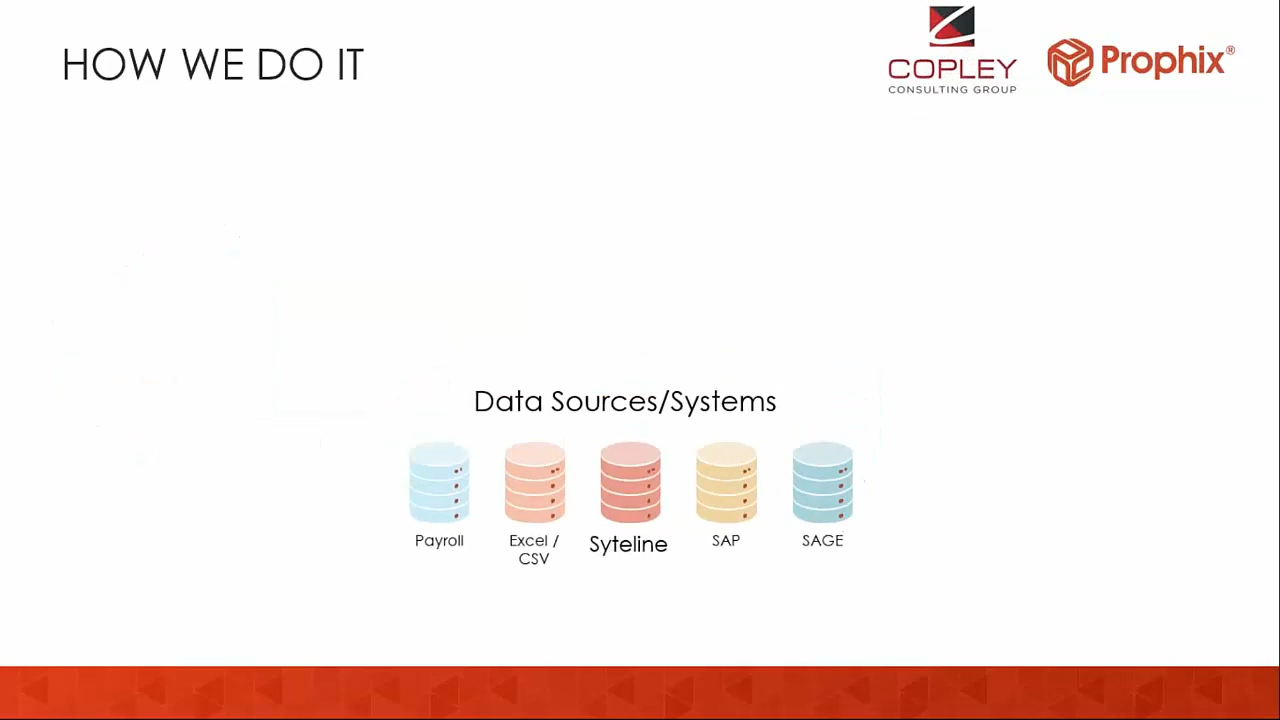 HOW WE DO IT
COPLEY
CONSULTING GROUP
Prophix®
Data Sources/Systems
Payroll
Excel /
CSV
Syteline
SAP
SAGE